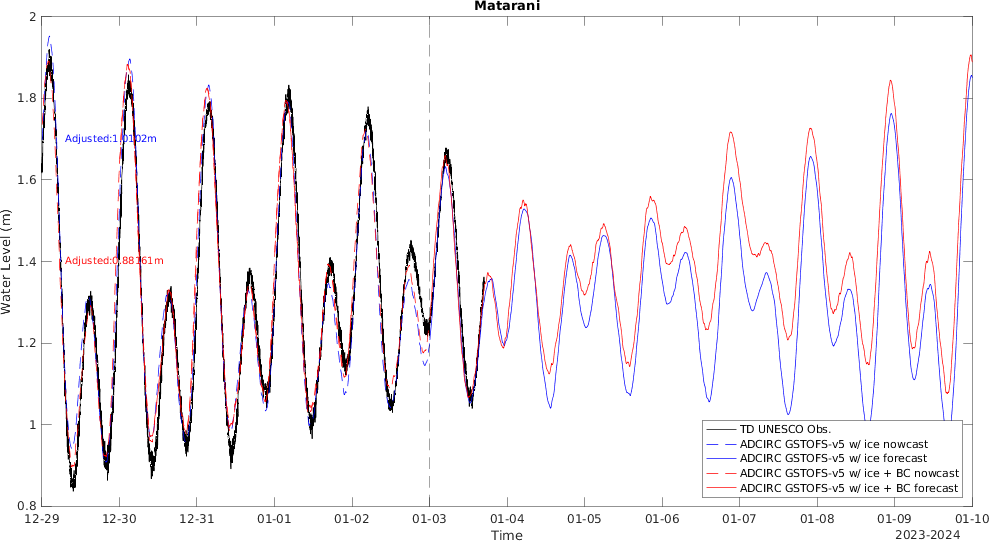 Matarani
2
1.8
1.6
1.4
1.2
1
0.8
Water Level (m)
Adjusted:1.0102m
Adjusted:0.88161m
TD UNESCO Obs.
ADCIRC GSTOFS-v5 w/ ice nowcast
ADCIRC GSTOFS-v5 w/ ice forecast
ADCIRC GSTOFS-v5 w/ ice + BC nowcast
ADCIRC GSTOFS-v5 w/ ice + BC forecast
12-29 12-30 12-31 01-01 01-02 01-03 01-04 01-05 01-06 01-07 01-08 01-09 01-10
Time
2023-2024